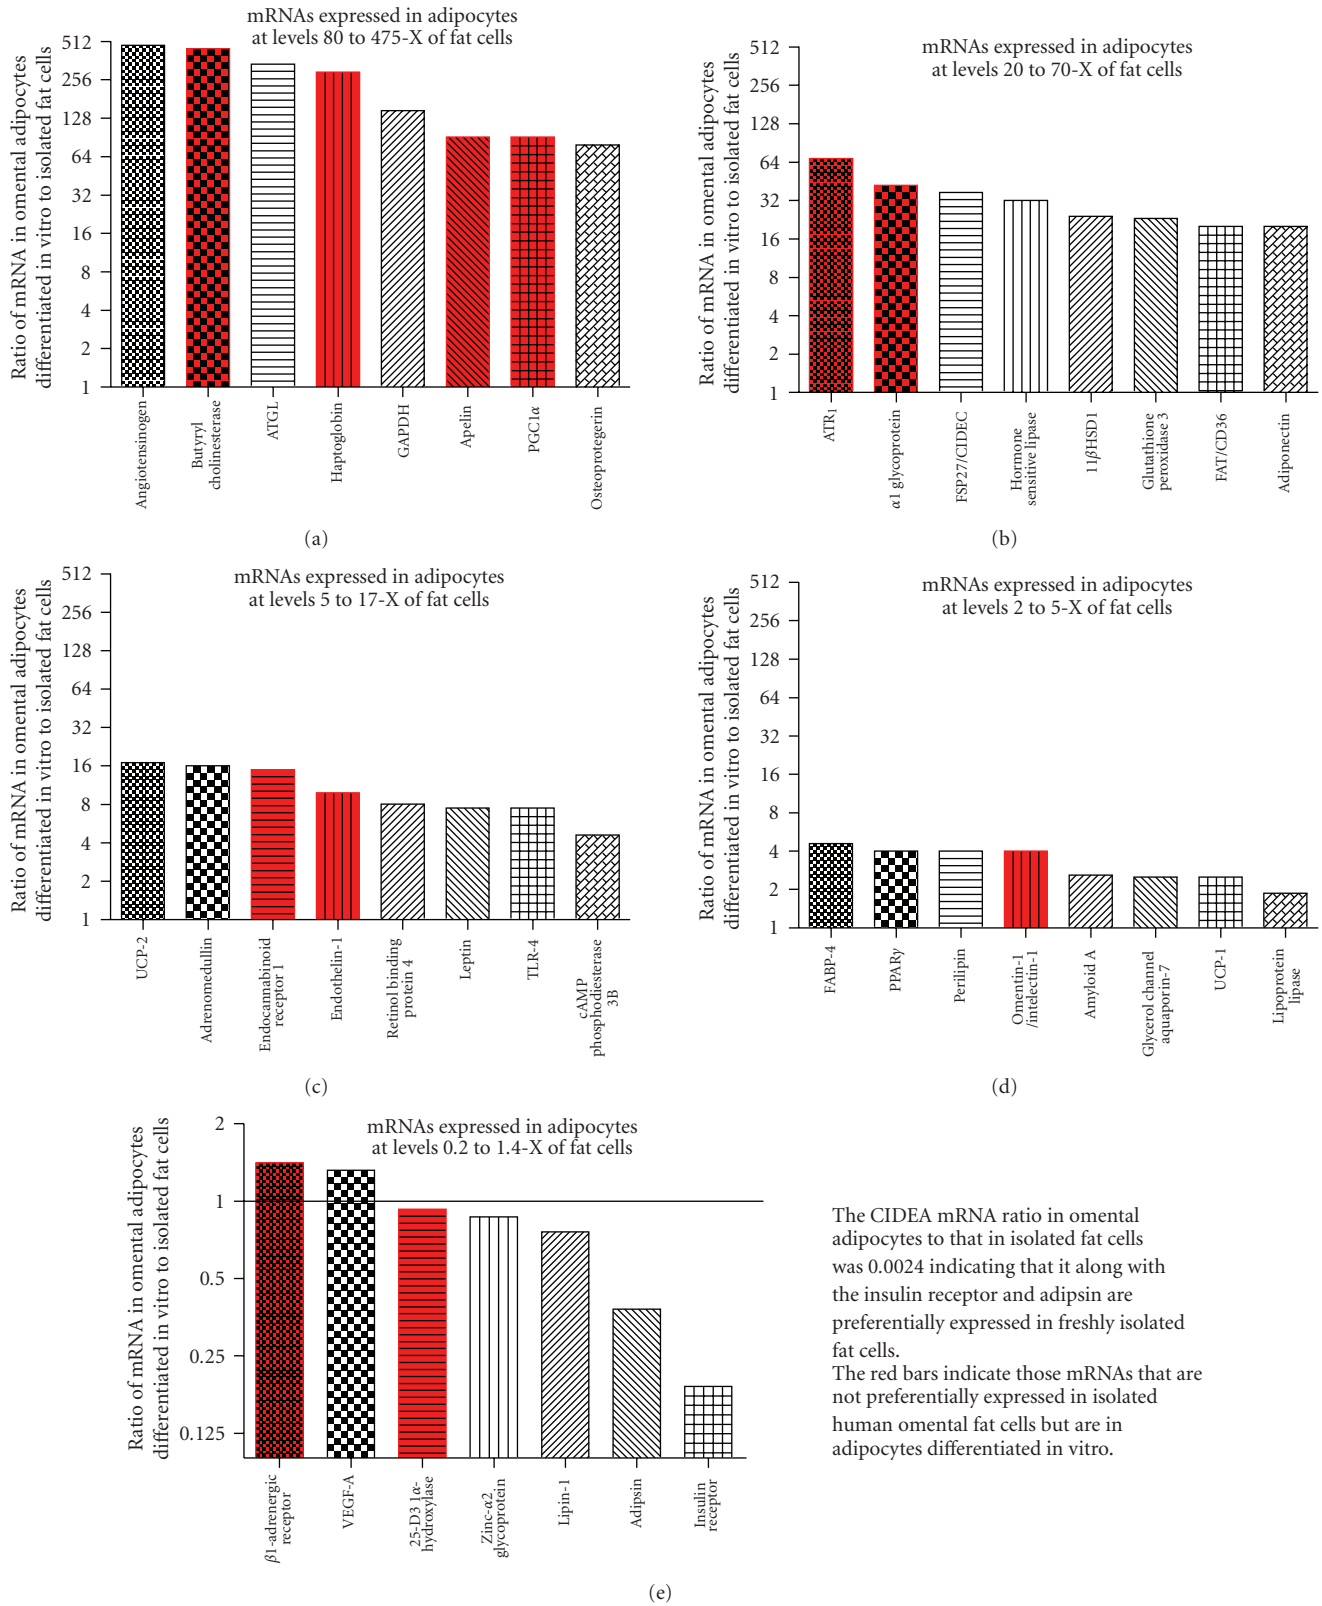 mRNAs expressed in adipocytes
at levels 80 to 475-X of fat cells
Ratio of mRNA in omental adipocytes
differentiated in vitro to isolated fat cells
512
256
128
64
32
16
8
4
2
1
Angiotensinogen
Butyryl
cholinesterase
ATGL
Haptoglobin
GAPDH
Apelin
PGC1α
Osteoprotegerin
(a)
mRNAs expressed in adipocytes
at levels 20 to 70-X of fat cells
Ratio of mRNA in omental adipocytes
differentiated in vitro to isolated fat cells
512
256
128
64
32
16
8
4
2
1
ATR1
α1 glycoprotein
FSP27/CIDEC
Hormone
sensitive lipase
11βHSD1
Glutathione
peroxidase 3
FAT/CD36
Adiponectin
(b)
mRNAs expressed in adipocytes
at levels 5 to 17-X of fat cells
Ratio of mRNA in omental adipocytes
differentiated in vitro to isolated fat cells
512
256
128
64
32
16
8
4
2
1
UCP-2
Adrenomedullin
Endocannabinoid
receptor 1
Endothelin-1
Retinol binding
protein 4
Leptin
TLR-4
cAMP
phosphodiesterase
3B
(c)
mRNAs expressed in adipocytes
at levels 2 to 5-X of fat cells
Ratio of mRNA in omental adipocytes
differentiated in vitro to isolated fat cells
512
256
128
64
32
16
8
4
2
1
FABP-4
PPARγ
Perilipin
Omentin-1
/intelectin-1
Amyloid A
Glycerol channel
aquaporin-7
UCP-1
Lipoprotein
lipase
(d)
mRNAs expressed in adipocytes
at levels 0.2 to 1.4-X of fat cells
Ratio of mRNA in omental adipocytes
differentiated in vitro to isolated fat cells
2
1
0.5
0.25
0.125
β1-adrenergic
receptor
VEGF-A
25-D3 1α-
hydroxylase
Zinc-α2
glycoprotein
Lipin-1
Adipsin
Insulin
receptor
The CIDEA mRNA ratio in omental
adipocytes to that in isolated fat cells
was 0.0024 indicating that it along with
the insulin receptor and adipsin are
preferentially expressed in freshly isolated
fat cells.
The red bars indicate those mRNAs that are
not preferentially expressed in isolated
human omental fat cells but are in
adipocytes differentiated in vitro.
(e)